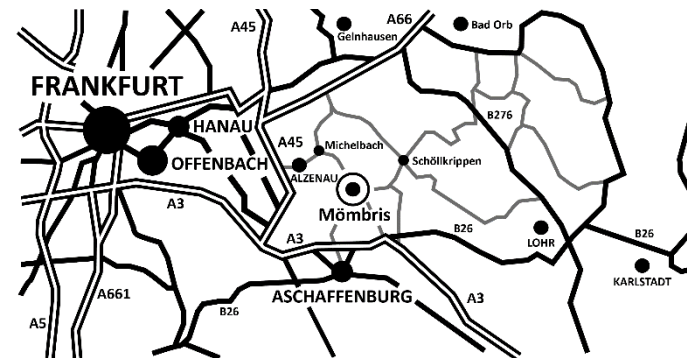 A66
A45
Gelnhausen
Bad Orb
FRANKFURT
HANAU
B276
A45
Michelbach
OFFENBACH
ALZENAU
Schöllkrippen
A3
Mömbris
A3
B26
LOHR
B26
ASCHAFFENBURG
KARLSTADT
A661
A3
B26
A5